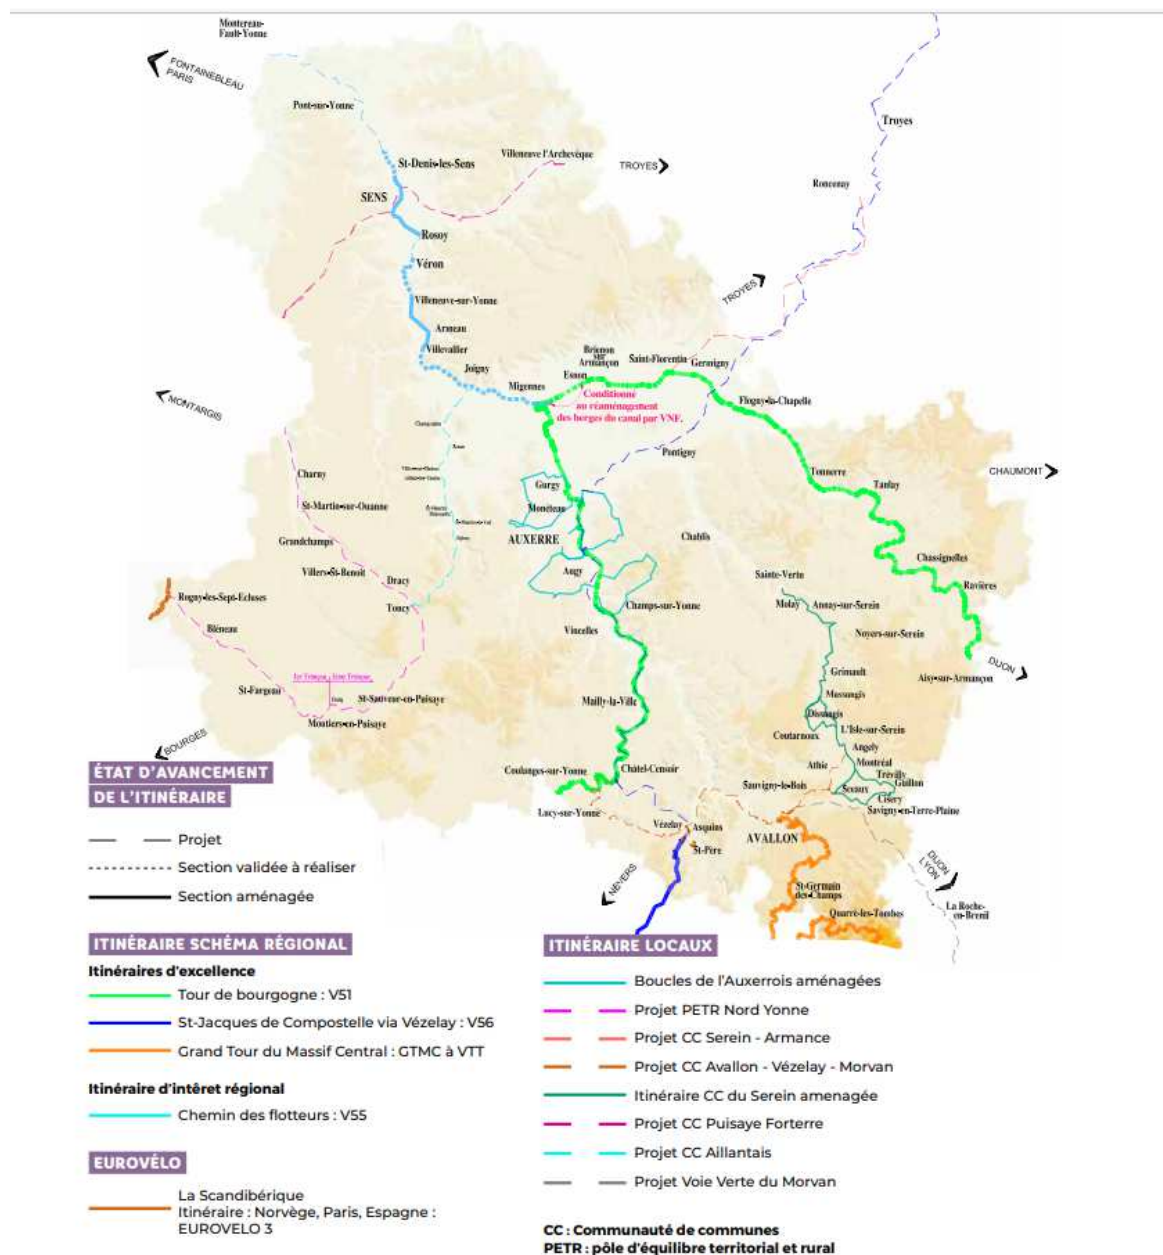 Montereau-
Fault-Yonne
FONTAINEBLEAU
PARIS
Pont-sur-Yonne
Troyes
St-Denis-les-Sens
Villeneuve l'Archevêque
TROYES
Roncenay
SENS
Rosoy
Véron
TROYES
Villeneuve-sur-Yonne
Armeau
Villevallier
Brienon
sur
Armançon
Saint-Florentin
Germigny
Joigny
Esnon
Migennes
Conditionné
au réaménagement
des berges du canal par VNF.
Flogny-la-Chapelle
MONTARGIS
Pontigny
CHAUMONT
Charny
Tonnerre
Tanlay
Gurgy
St-Martin-sur-Ouanne
Monéteau
AUXERRE
Chablis
Grandchamps
Chassignelles
Villers-St-Benoit
Augy
Sainte-Vertu
Dracy
Ravières
Rogny-les-Sept-Ecluses
Toucy
Champs-sur-Yonne
Molay
Annay-sur-Serein
Bléneau
Vincelles
Noyers-sur-Serein
DIJON
Grimault
Aisy-sur-Armançon
St-Fargeau
1er Tronçon
2ème Tronçon
St-Sauveur-en-Puisaye
Mailly-la-Ville
Massangis
Moutiers-en-Puisaye
Dissangis
L'Isle-sur-Serein
Coutarnoux
BOURGES
Angely
Coulanges-sur-Yonne
Châtel-Censoir
Athie
Montréal
Trévilly
Sauvigny-le-Bois
Guillon
Sceaux
Cisery
Savigny-en-Terre-Plaine
Lucy-sur-Yonne
Vézelay
Asquins
AVALLON
St-Père
NEVERS
DIJON
LYON
St-Germain
des-Champs
Quarré-les-Tombes
La Roche-
en-Brenil
ÉTAT D'AVANCEMENT
DE L'ITINÉRAIRE
Projet
Section validée à réaliser
Section aménagée
ITINÉRAIRE SCHÉMA RÉGIONAL
Itinéraires d'excellence
Tour de bourgogne : V51
St-Jacques de Compostelle via Vézelay : V56
Grand Tour du Massif Central : GTMC à VTT
Itinéraire d'intêret régional
Chemin des flotteurs : V55
EUROVÉLO
La Scandibérique
Itinéraire : Norvège, Paris, Espagne :
EUROVELO 3
ITINÉRAIRE LOCAUX
Boucles de l'Auxerrois aménagées
Projet PETR Nord Yonne
Projet CC Serein - Armance
Projet CC Avallon - Vézelay - Morvan
Itinéraire CC du Serein amenagée
Projet CC Puisaye Forterre
Projet CC Aillantais
Projet Voie Verte du Morvan
CC : Communauté de communes
PETR : pôle d'équilibre territorial et rural